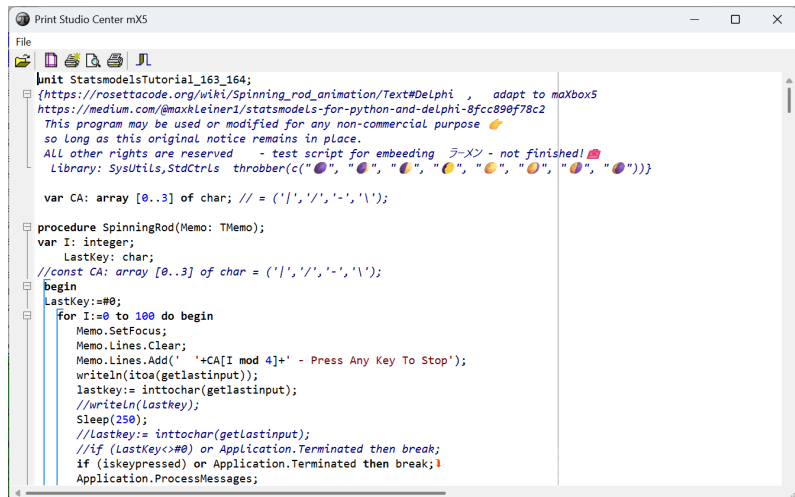 Print Studio Center mX5
File
unit StatsmodelsTutorial_163_164;
{https://rosettacode.org/wiki/Spinning_rod_animation/Text#Delphi  ,   adapt to maXbox5
https://medium.com/@maxkleiner1/statsmodels-for-python-and-delphi-8fcc890f78c2
 This program may be used or modified for any non-commercial purpose 👉
 so long as this original notice remains in place.
 All other rights are reserved   - test script for embeeding  ラーメン - not finished!
  Library: SysUtils,StdCtrls  throbber(c("🌑", "🌒", "🌓", "🌔", "🌕", "🌖", "🌗", "🌘"))}
 var CA: array [0..3] of char; // = ('|','/','-','\');
procedure SpinningRod(Memo: TMemo);
var I: integer;
    LastKey: char;
//const CA: array [0..3] of char = ('|','/','-','\');
 begin
 LastKey:=#0;
   for I:=0 to 100 do begin
      Memo.SetFocus;
      Memo.Lines.Clear;
      Memo.Lines.Add('  '+CA[I mod 4]+' - Press Any Key To Stop');
      writeln(itoa(getlastinput));
      lastkey:= inttochar(getlastinput);
      //writeln(lastkey);
      Sleep(250);
      //lastkey:= inttochar(getlastinput);
      //if (LastKey<>#0) or Application.Terminated then break;
      if (iskeypressed) or Application.Terminated then break;
      Application.ProcessMessages;